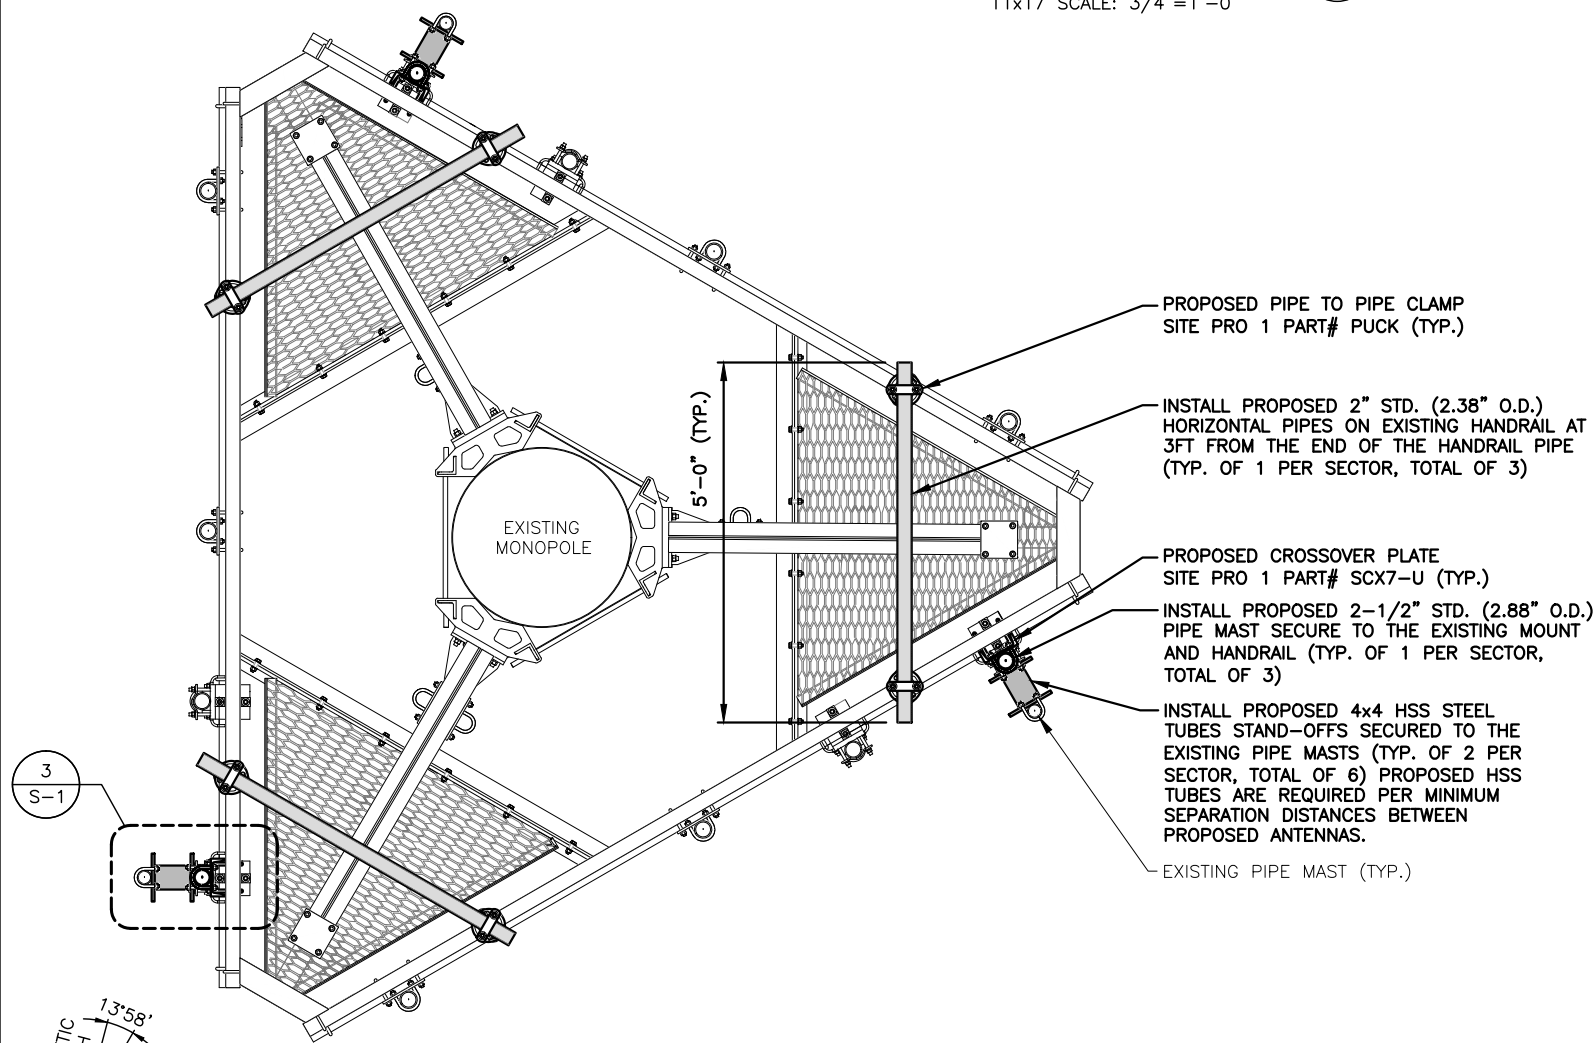 11x17 SCALE: 3/4"=1'-0"
PROPOSED PIPE TO PIPE CLAMP
SITE PRO 1 PART# PUCK (TYP.)
INSTALL PROPOSED 2" STD. (2.38" O.D.)
HORIZONTAL PIPES ON EXISTING HANDRAIL AT
3FT FROM THE END OF THE HANDRAIL PIPE
(TYP. OF 1 PER SECTOR, TOTAL OF 3)
5'-0" (TYP.)
EXISTING
MONOPOLE
PROPOSED CROSSOVER PLATE
SITE PRO 1 PART# SCX7-U (TYP.)
INSTALL PROPOSED 2-1/2" STD. (2.88" O.D.)
PIPE MAST SECURE TO THE EXISTING MOUNT
AND HANDRAIL (TYP. OF 1 PER SECTOR,
TOTAL OF 3)
INSTALL PROPOSED 4x4 HSS STEEL
TUBES STAND-OFFS SECURED TO THE
EXISTING PIPE MASTS (TYP. OF 2 PER
SECTOR, TOTAL OF 6) PROPOSED HSS
TUBES ARE REQUIRED PER MINIMUM
SEPARATION DISTANCES BETWEEN
PROPOSED ANTENNAS.
EXISTING PIPE MAST (TYP.)
3
S-1
13°58'